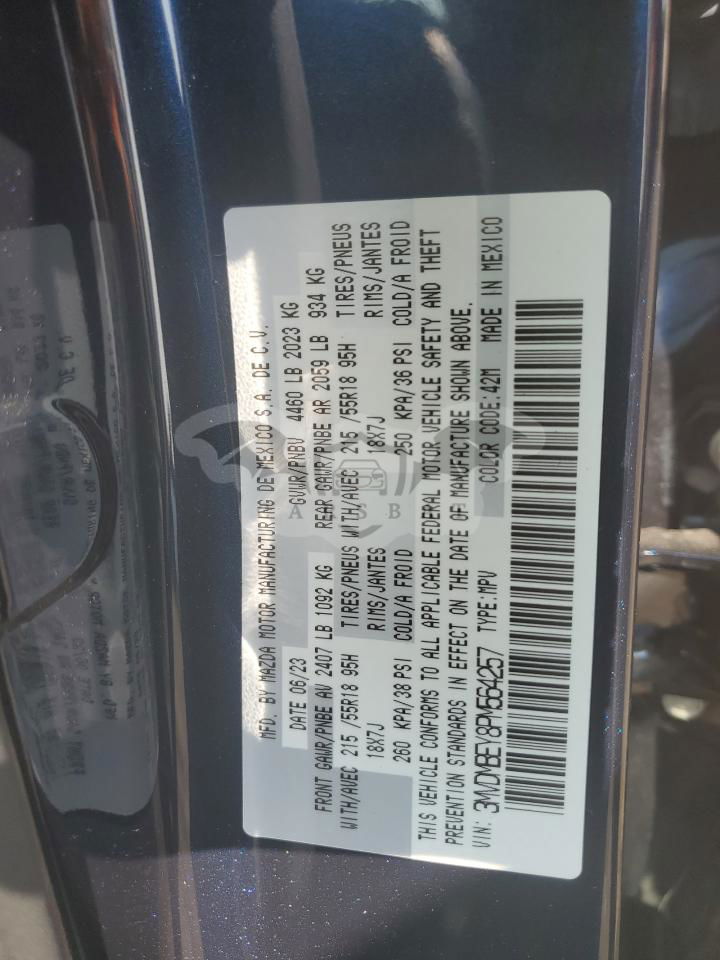 MFD. BY MAZDA MOTOR MANUFACTURING DE MEXICO S.A. DE C.V.
DATE 06/23 GVWR/PNBV 4460 LB 2023 KG
FRONT GAWR/PNBE AV 2407 LB 1092 KG REAR GAWR/PNBE AR 2059 LB 934 KG
WITH/AVEC 215 /55R18 95H TIRES/PNEUS WITH/AVEC 215 /55R18 95H TIRES/PNEUS
18X7J RIMS/JANTES 18X7J RIMS/JANTES
260 KPA/38 PSI COLD/A FROID 250 KPA/36 PSI COLD/A FROID
THIS VEHICLE CONFORMS TO ALL APPLICABLE FEDERAL MOTOR VEHICLE SAFETY AND THEFT
PREVENTION STANDARDS IN EFFECT ON THE DATE OF MANUFACTURE SHOWN ABOVE.
VIN: 3MVDMBEY8PM564257 TYPE:MPV COLOR CODE:42M MADE IN MEXICO